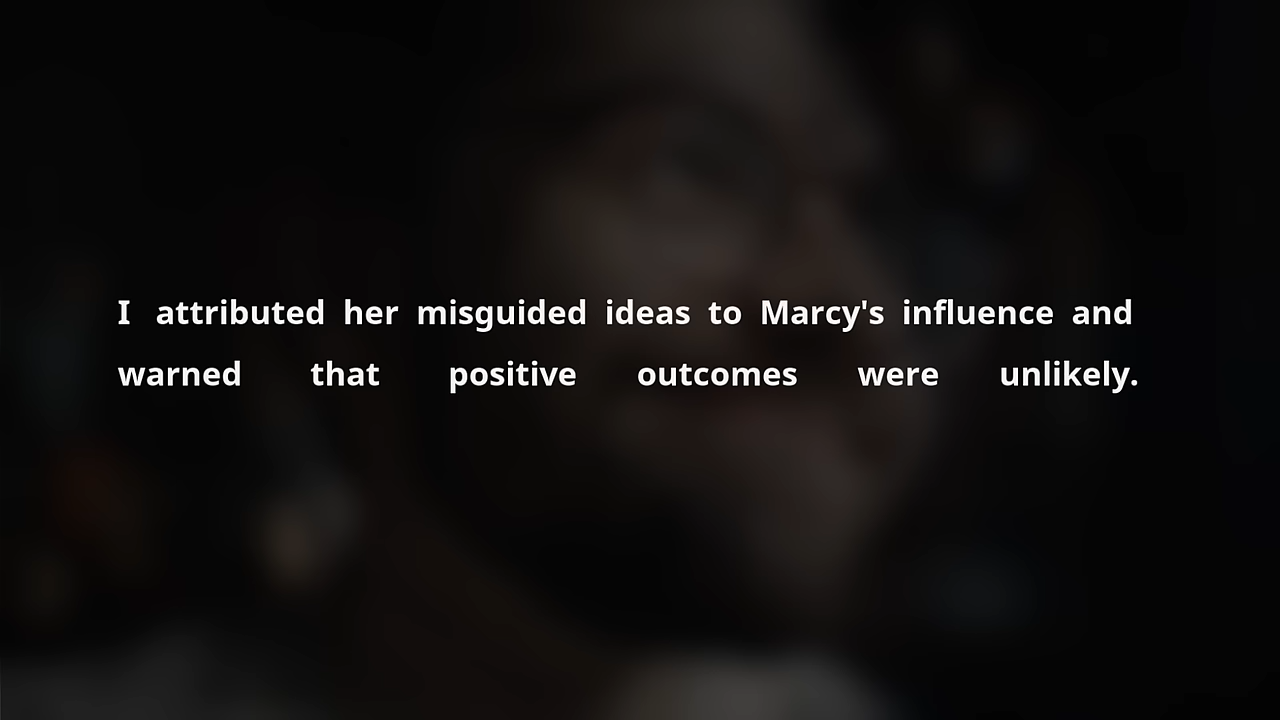 I attributed her misguided ideas to Marcy's influence and
warned that positive outcomes were unlikely.